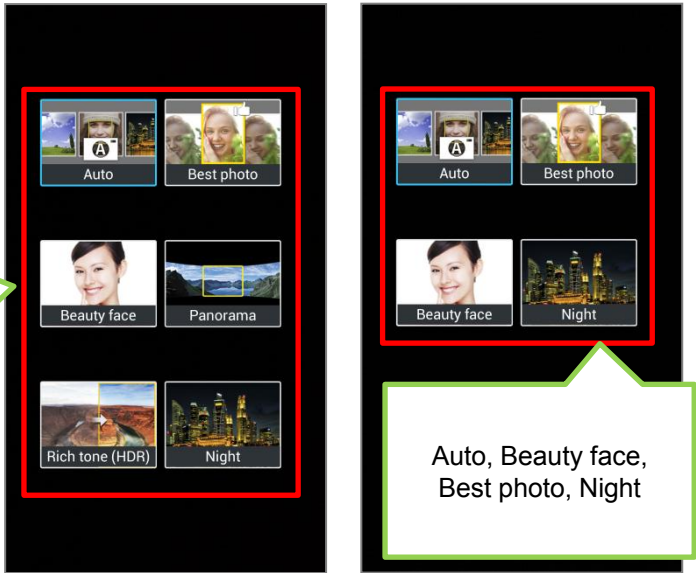 Auto
Best photo
Beauty face
Panorama
Rich tone (HDR)
Night
Auto
Best photo
Beauty face
Night
Auto, Beauty face,
Best photo, Night